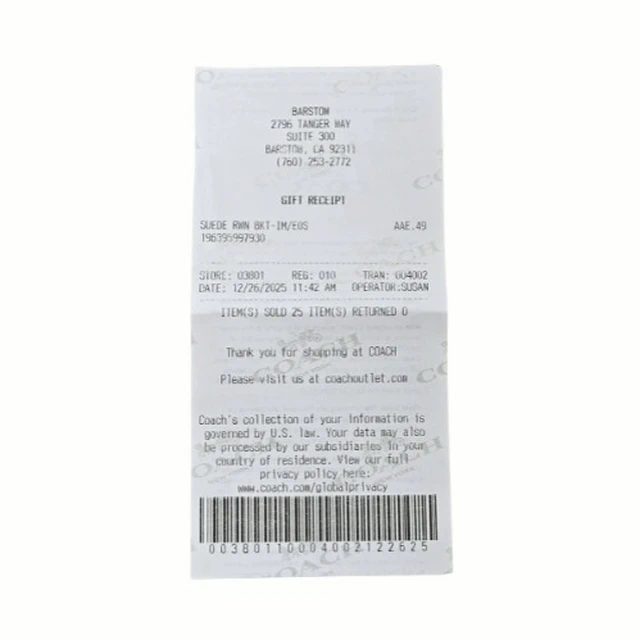 BARSTOW
2796 TANGER WAY
SUITE 300
BARSTOW, CA 92311
(760) 253-2772
GIFT RECEIPT
SUEDE RWN BKT-IM/EOS AAE.49
196395997930
STORE: 03801 REG: 010 TRAN: 004002
DATE: 12/26/2025 11:42 AM OPERATOR:SUSAN
ITEM(S) SOLD 25 ITEM(S) RETURNED 0
Thank you for shopping at COACH
Please visit us at coachoutlet.com
Coach's collection of your information is
governed by U.S. law. Your data may also
be processed by our subsidiaries in your
country of residence. View our full
privacy policy here:
www.coach.com/globalprivacy
00380110004002122625